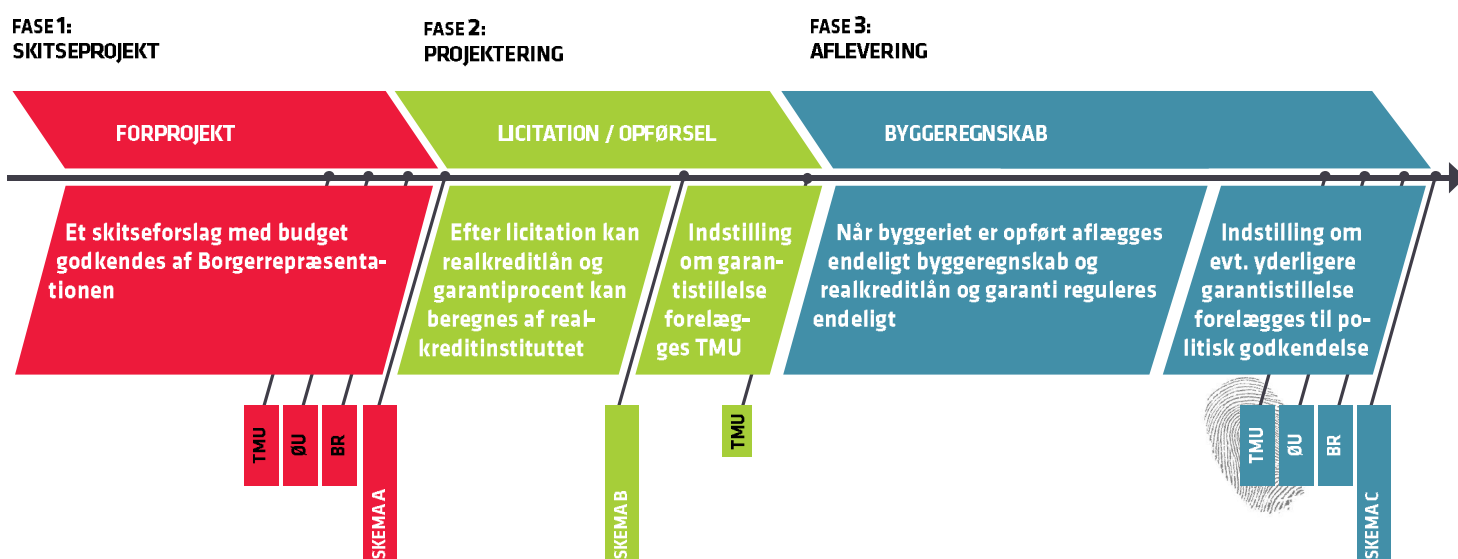 FASE 1:
SKITSEPROJEKT
FASE 2:
PROJEKTERING
FASE 3:
AFLEVERING
FORPROJEKT
LICITATION / OPFØRSEL
BYGGEREGNSKAB
Et skitseforslag med budget
godkendes af Borgerrepræsenta-
tionen
Efter licitation kan
realkreditlån og
garantiprocent kan
beregnes af real-
kreditinstituttet
Indstilling
om garan-
tistillelse
forelæg-
ges TMU
Når byggeriet er opført aflægges
endeligt byggeregnskab og
realkreditlån og garanti reguleres
endeligt
Indstilling om
evt. yderligere
garantistillelse
forelægges til po-
litisk godkendelse
TMU
ØU
BR
SKEMA A
SKEMA B
TMU
TMU
ØU
BR
SKEMA C